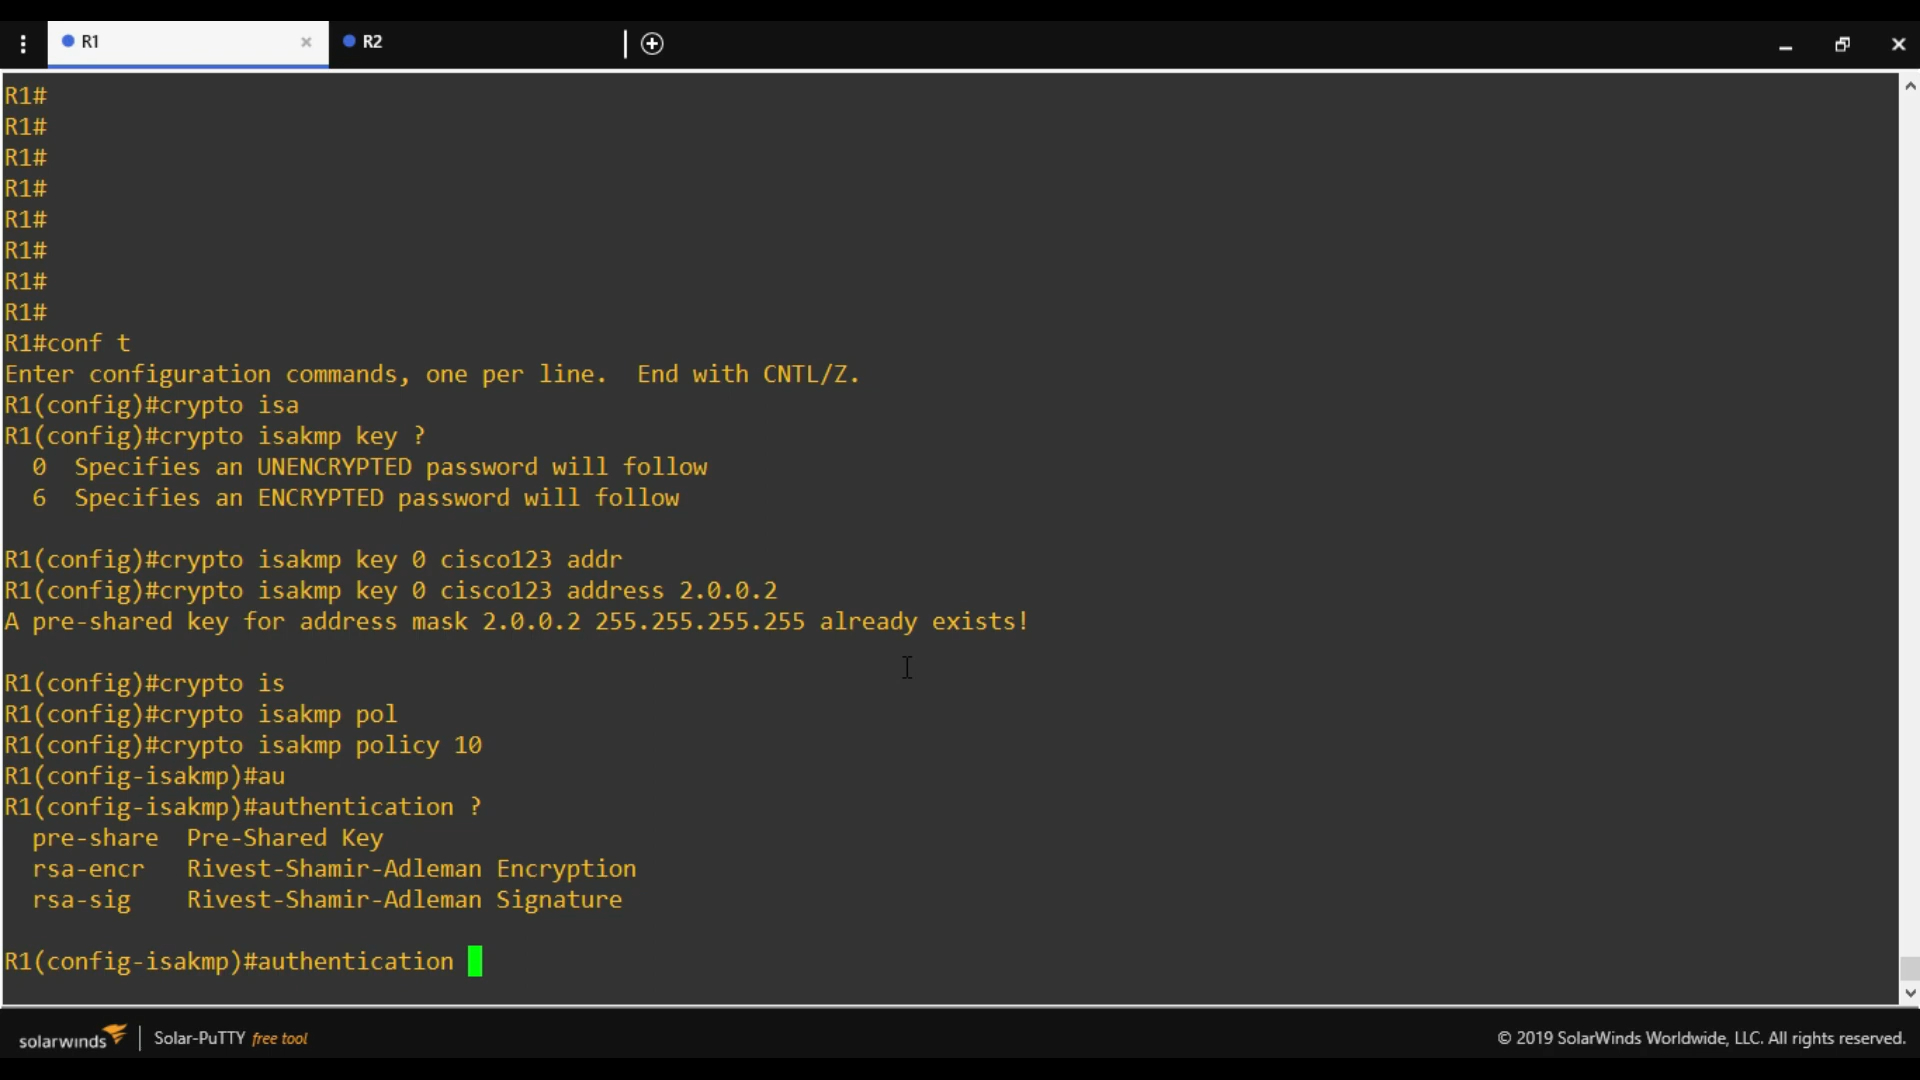 R1 × R2
R1#
R1#
R1#
R1#
R1#
R1#
R1#
R1#
R1#conf t
Enter configuration commands, one per line.  End with CNTL/Z.
R1(config)#crypto isa
R1(config)#crypto isakmp key ?
  0  Specifies an UNENCRYPTED password will follow
  6  Specifies an ENCRYPTED password will follow

R1(config)#crypto isakmp key 0 cisco123 addr
R1(config)#crypto isakmp key 0 cisco123 address 2.0.0.2
A pre-shared key for address mask 2.0.0.2 255.255.255.255 already exists!

R1(config)#crypto is
R1(config)#crypto isakmp pol
R1(config)#crypto isakmp policy 10
R1(config-isakmp)#au
R1(config-isakmp)#authentication ?
  pre-share  Pre-Shared Key
  rsa-encr   Rivest-Shamir-Adleman Encryption
  rsa-sig    Rivest-Shamir-Adleman Signature

R1(config-isakmp)#authentication
solarwinds | Solar-PuTTY free tool © 2019 SolarWinds Worldwide, LLC. All rights reserved.